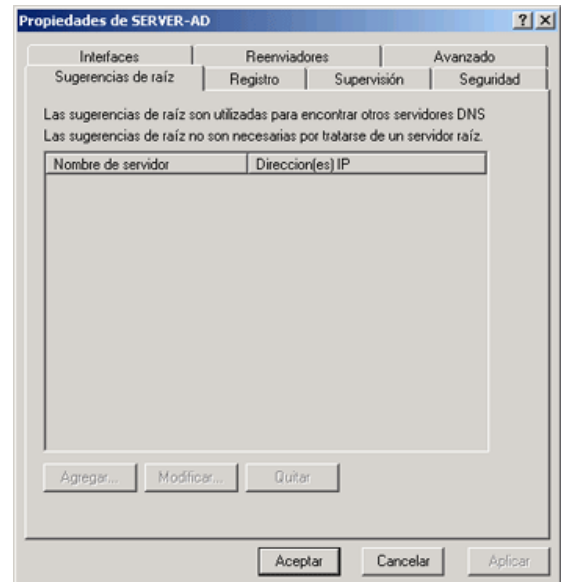 Propiedades de SERVER-AD
Interfaces Reenviadores Avanzado
Sugerencias de raíz Registro Supervisión Seguridad
Las sugerencias de raíz son utilizadas para encontrar otros servidores DNS
Las sugerencias de raíz no son necesarias por tratarse de un servidor raíz.
Nombre de servidor Direccion(es) IP
Agregar... Modificar... Quitar
Aceptar Cancelar Aplicar